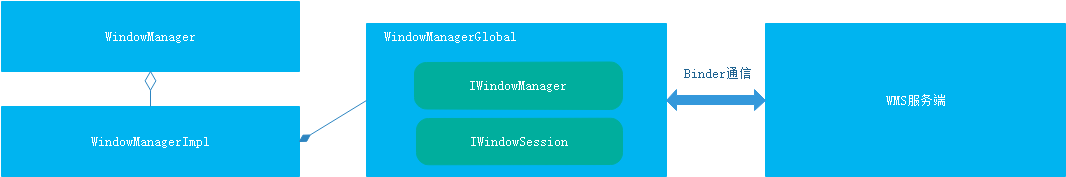 WindowManager
WindowManagerImpl
WindowManagerGlobal
IWindowManager
IWindowSession
Binder通信
WMS服务端